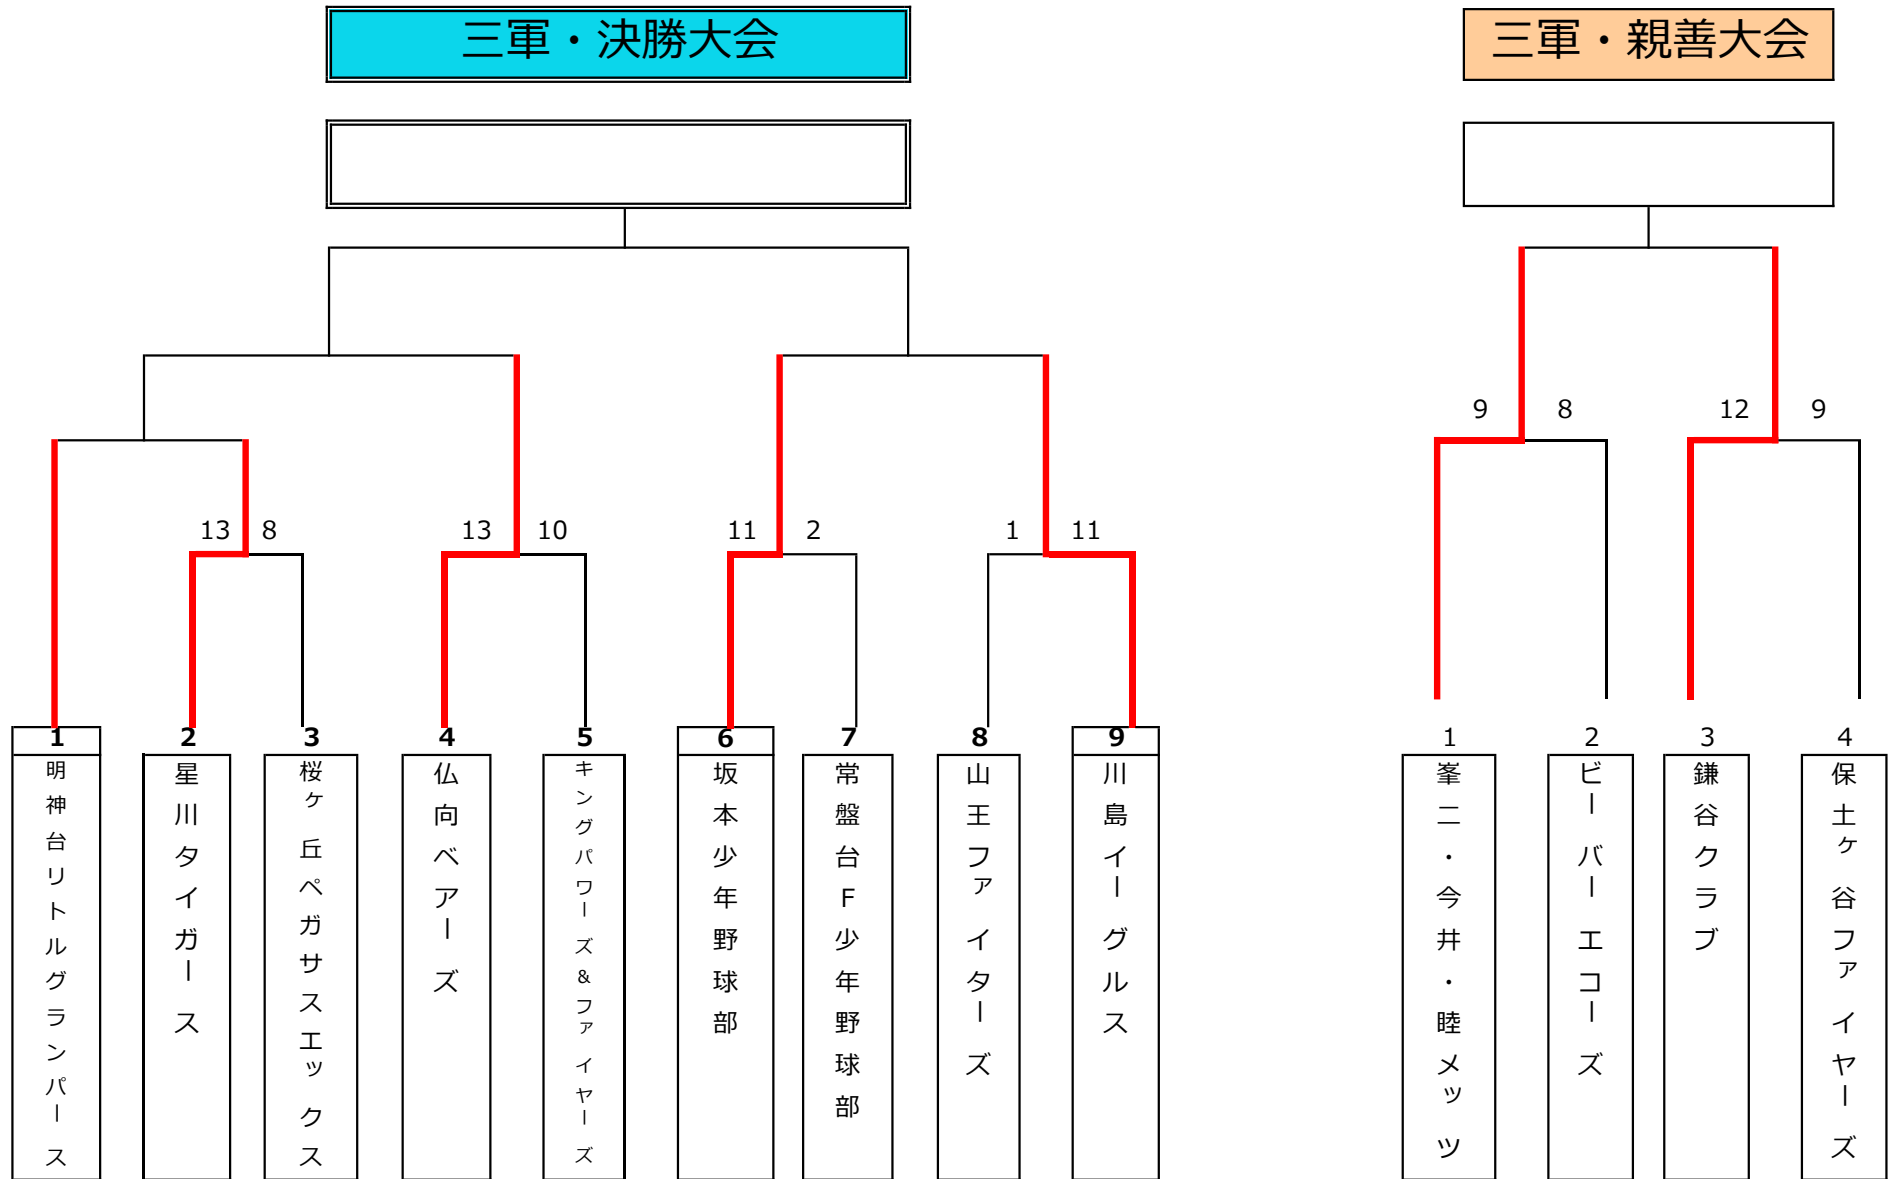 三軍・決勝大会
三軍・親善大会
9
8
12
9
13
8
13
10
11
2
1
11
1
2
3
4
5
6
7
8
9
1
2
3
4
明神台リトルグランパース
星川タイガース
桜ヶ丘ペガサスエックス
仏向ベアーズ
キングパワーズ&ファイヤーズ
坂本少年野球部
常盤台F少年野球部
山王ファイターズ
川島イーグルス
峯二・今井・睦メッツ
ビーバーエコーズ
鎌谷クラブ
保土ヶ谷ファイヤーズ